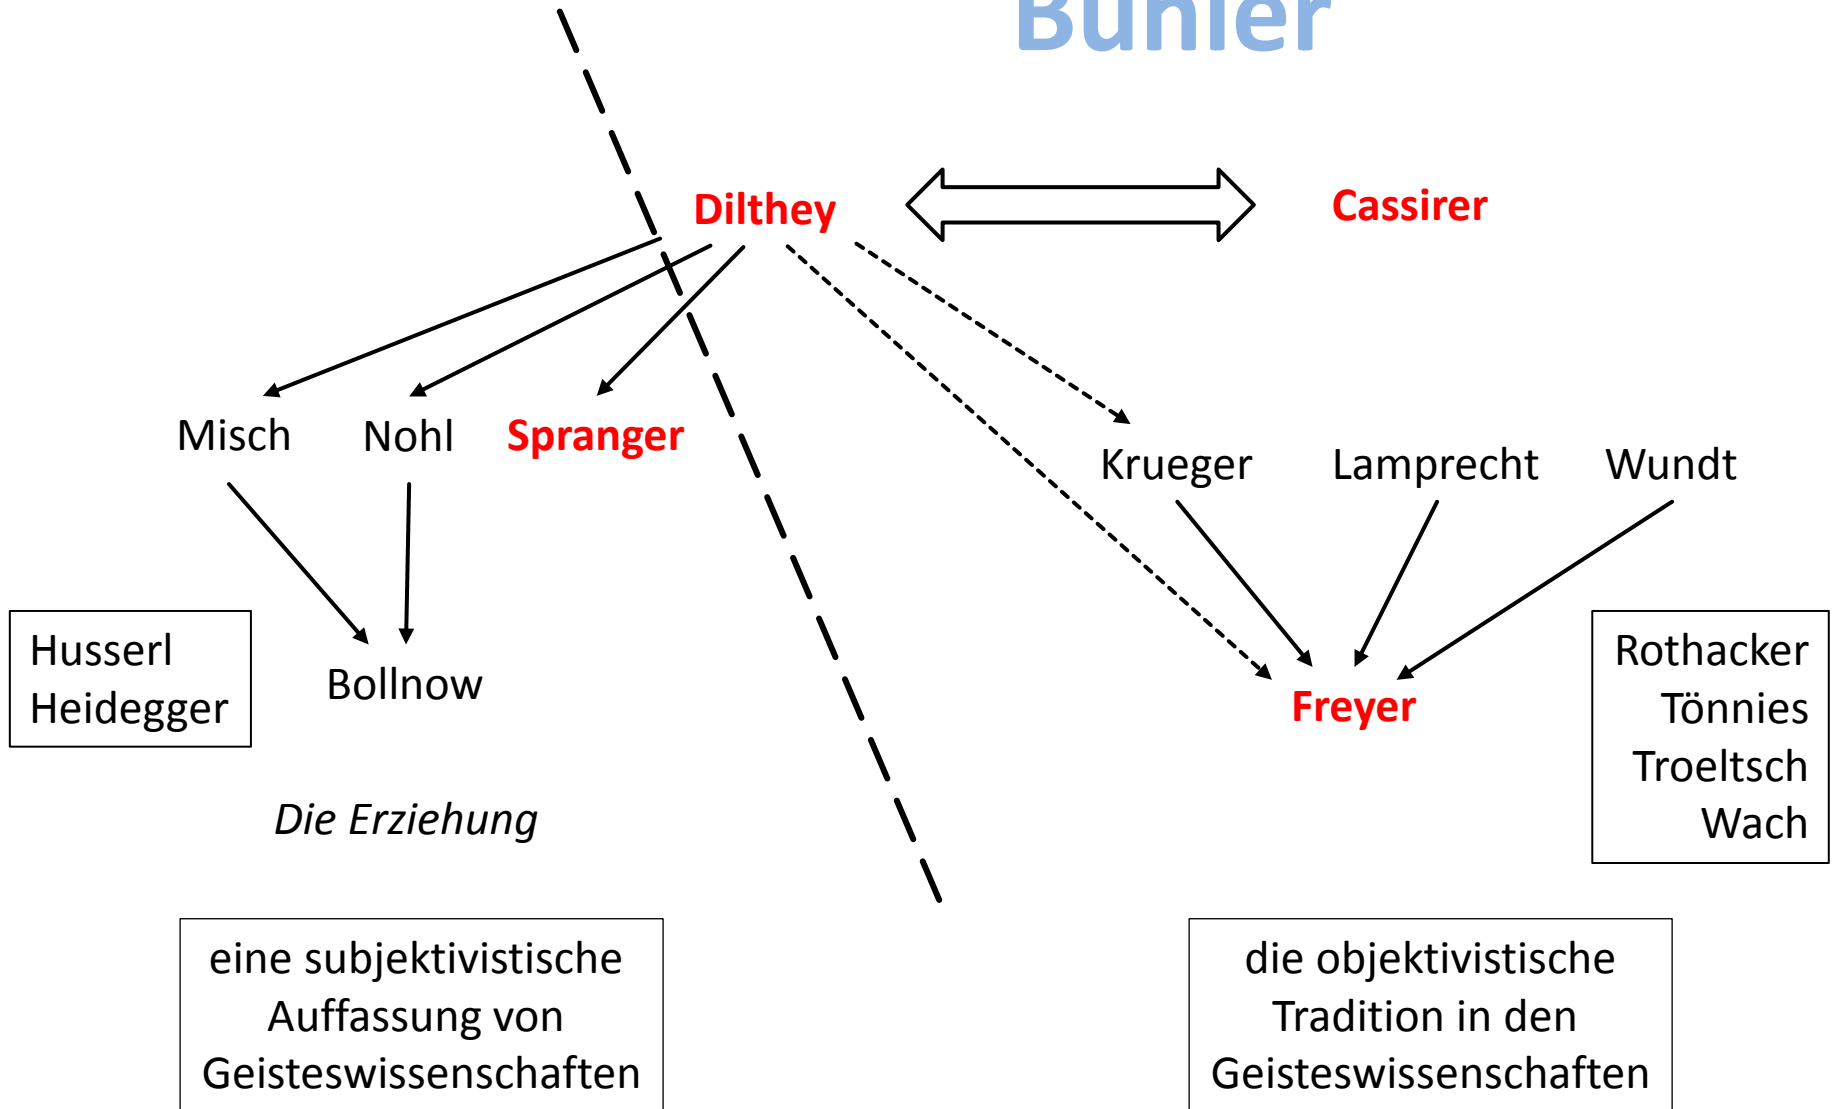 Bühler
Dilthey
Cassirer
Misch
Nohl
Spranger
Krueger
Lamprecht
Wundt
Husserl
Heidegger
Bollnow
Freyer
Rothacker
Tönnies
Troeltsch
Wach
Die Erziehung
eine subjektivistische
Auffassung von
Geisteswissenschaften
die objektivistische
Tradition in den
Geisteswissenschaften